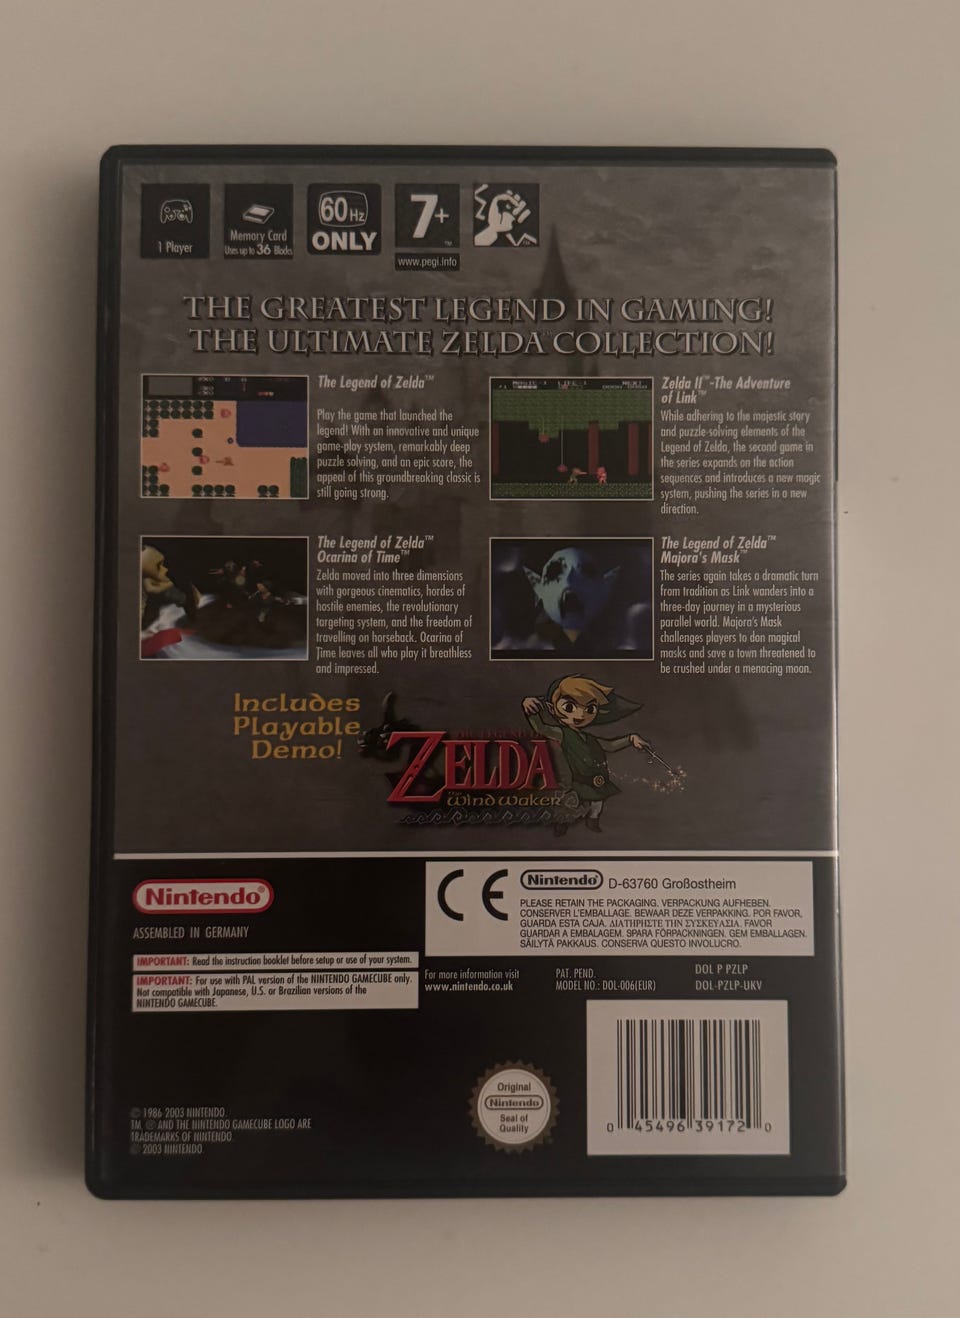 1 Player
Memory Card
Uses up to 36 Blocks
60Hz
ONLY
7+
™
www.pegi.info
THE GREATEST LEGEND IN GAMING!
THE ULTIMATE ZELDA™ COLLECTION!
The Legend of Zelda™
Play the game that launched the
legend! With an innovative and unique
game-play system, remarkably deep
puzzle solving, and an epic score, the
appeal of this groundbreaking classic is
still going strong.
Zelda II™-The Adventure
of Link™
While adhering to the majestic story
and puzzle-solving elements of the
Legend of Zelda, the second game in
the series expands on the action
sequences and introduces a new magic
system, pushing the series in a new
direction.
The Legend of Zelda™
Ocarina of Time™
Zelda moved into three dimensions
with gorgeous cinematics, hordes of
hostile enemies, the revolutionary
targeting system, and the freedom of
travelling on horseback. Ocarina of
Time leaves all who play it breathless
and impressed.
The Legend of Zelda™
Majora's Mask™
The series again takes a dramatic turn
from tradition as Link wanders into a
three-day journey in a mysterious
parallel world. Majora's Mask
challenges players to don magical
masks and save a town threatened to
be crushed under a menacing moon.
Includes
Playable
Demo!
THE LEGEND OF
ZELDA
The Wind Waker
Nintendo®
ASSEMBLED IN GERMANY
IMPORTANT: Read the instruction booklet before setup or use of your system.
IMPORTANT: For use with PAL version of the NINTENDO GAMECUBE only.
Not compatible with Japanese, U.S. or Brazilian versions of the
NINTENDO GAMECUBE.
CE
Nintendo® D-63760 Großostheim
PLEASE RETAIN THE PACKAGING. VERPACKUNG AUFHEBEN.
CONSERVER L'EMBALLAGE. BEWAAR DEZE VERPAKKING. POR FAVOR,
GUARDA ESTA CAJA. ΔΙΑΤΗΡΗΣΤΕ ΤΗΝ ΣΥΣΚΕΥΑΣΙΑ. FAVOR
GUARDAR A EMBALAGEM. SPARA FÖRPACKNINGEN. GEM EMBALLAGEN.
SÄILYTÄ PAKKAUS. CONSERVA QUESTO INVOLUCRO.
For more information visit
www.nintendo.co.uk
PAT. PEND.
MODEL NO.: DOL-006(EUR)
DOL P PZLP
DOL-PZLP-UKV
© 1986-2003 NINTENDO.
TM, ® AND THE NINTENDO GAMECUBE LOGO ARE
TRADEMARKS OF NINTENDO.
© 2003 NINTENDO.
Original
Nintendo
Seal of
Quality
0 45496 39172 0